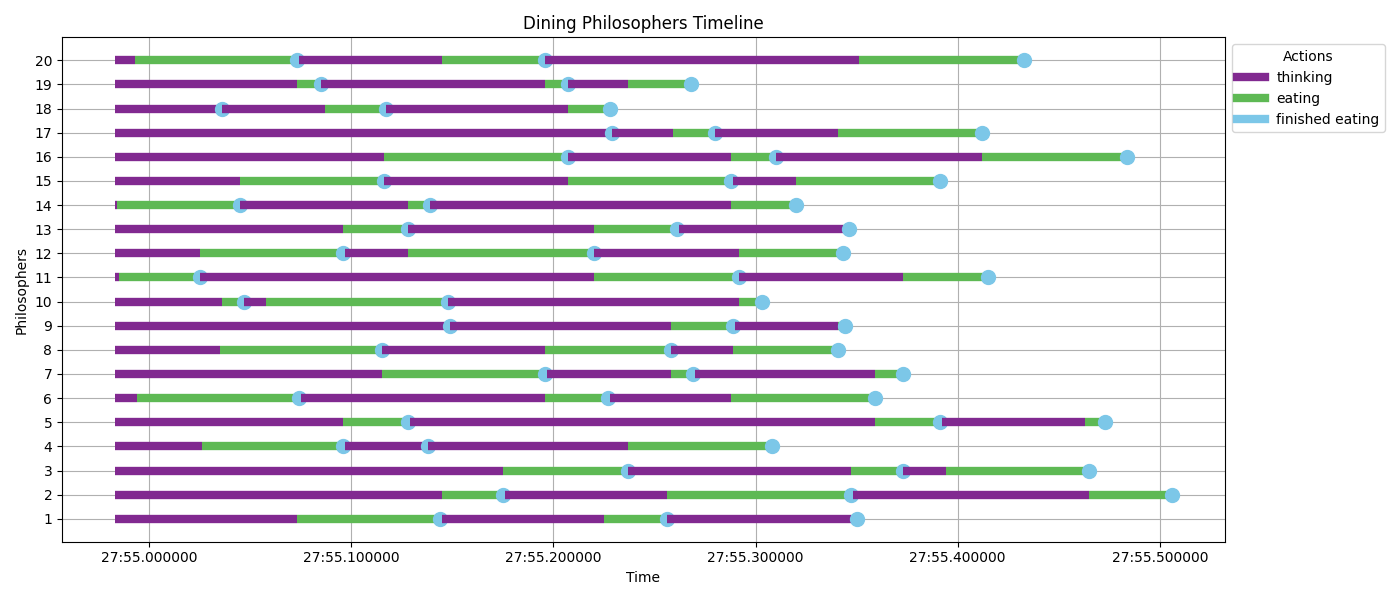 Dining Philosophers Timeline
Philosophers
20
19
18
17
16
15
14
13
12
11
10
9
8
7
6
5
4
3
2
1
27:55.000000 27:55.100000 27:55.200000 27:55.300000 27:55.400000 27:55.500000
Time
Actions
thinking
eating
finished eating